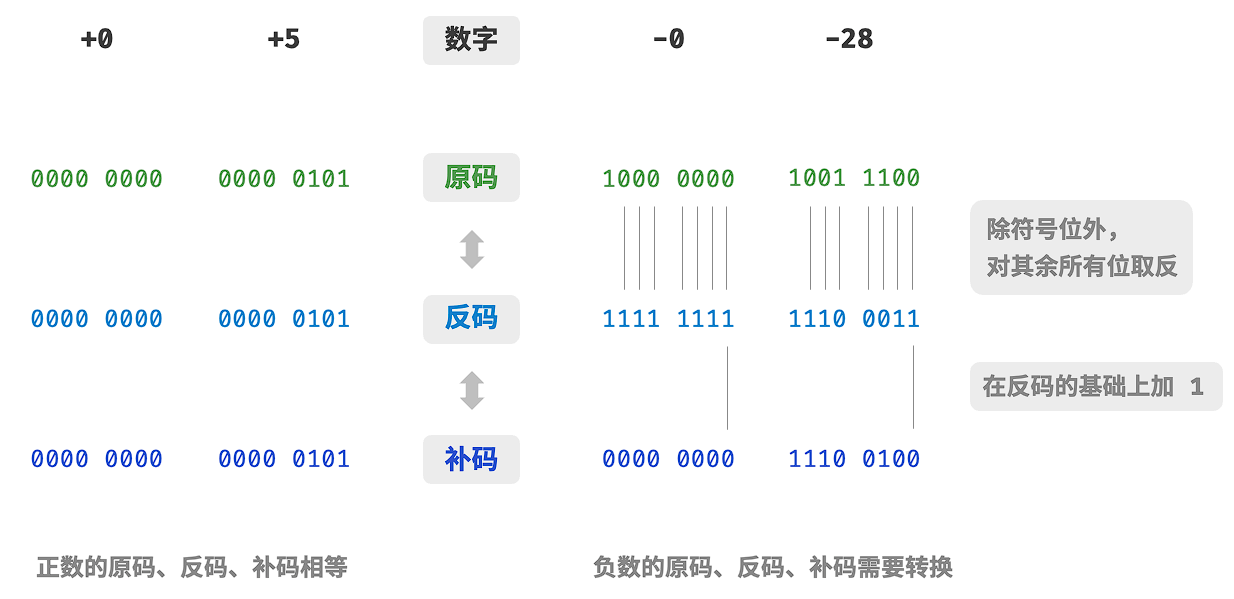 +0 +5 数字 -0 -28
0000 0000 0000 0101 原码 1000 0000 1001 1100
除符号位外，
对其余所有位取反
0000 0000 0000 0101 反码 1111 1111 1110 0011
在反码的基础上加 1
0000 0000 0000 0101 补码 0000 0000 1110 0100
正数的原码、反码、补码相等 负数的原码、反码、补码需要转换